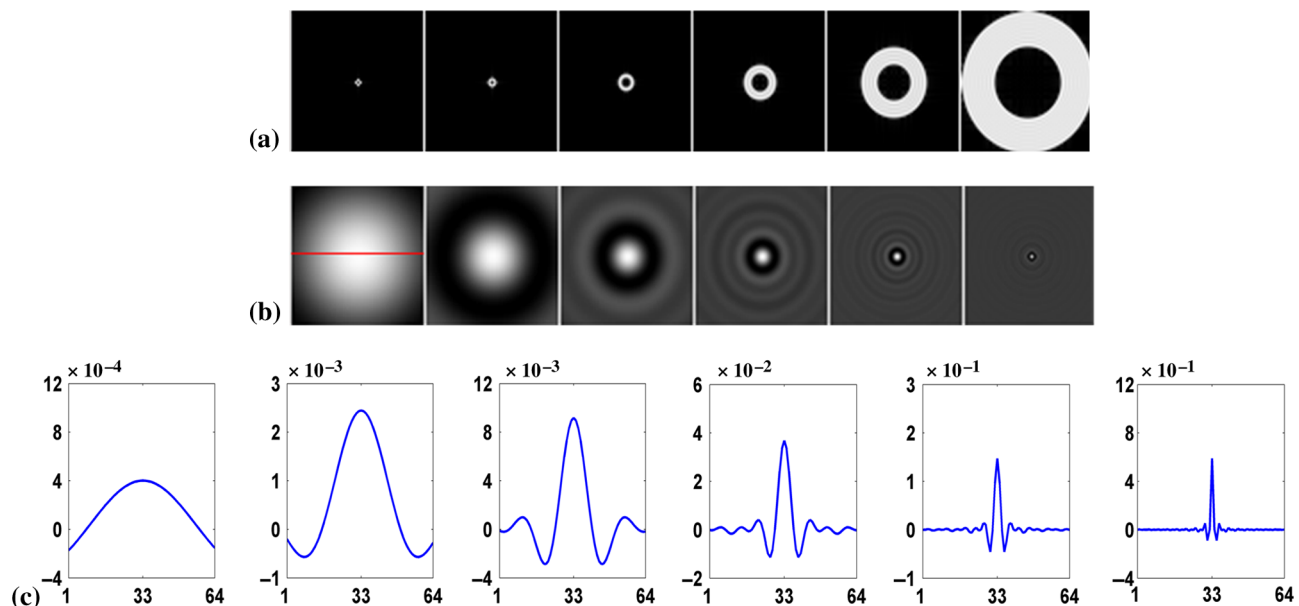 (a)
(b)
× 10–4 × 10–3 × 10–3 × 10–2 × 10–1 × 10–1
12 3 12 6 3 12
8 2 8 4 2 8
4 1 4 2 1 4
0 0 0 0 0 0
–4 –1 –4 –2 –1 –4
(c) 1 33 64 1 33 64 1 33 64 1 33 64 1 33 64 1 33 64